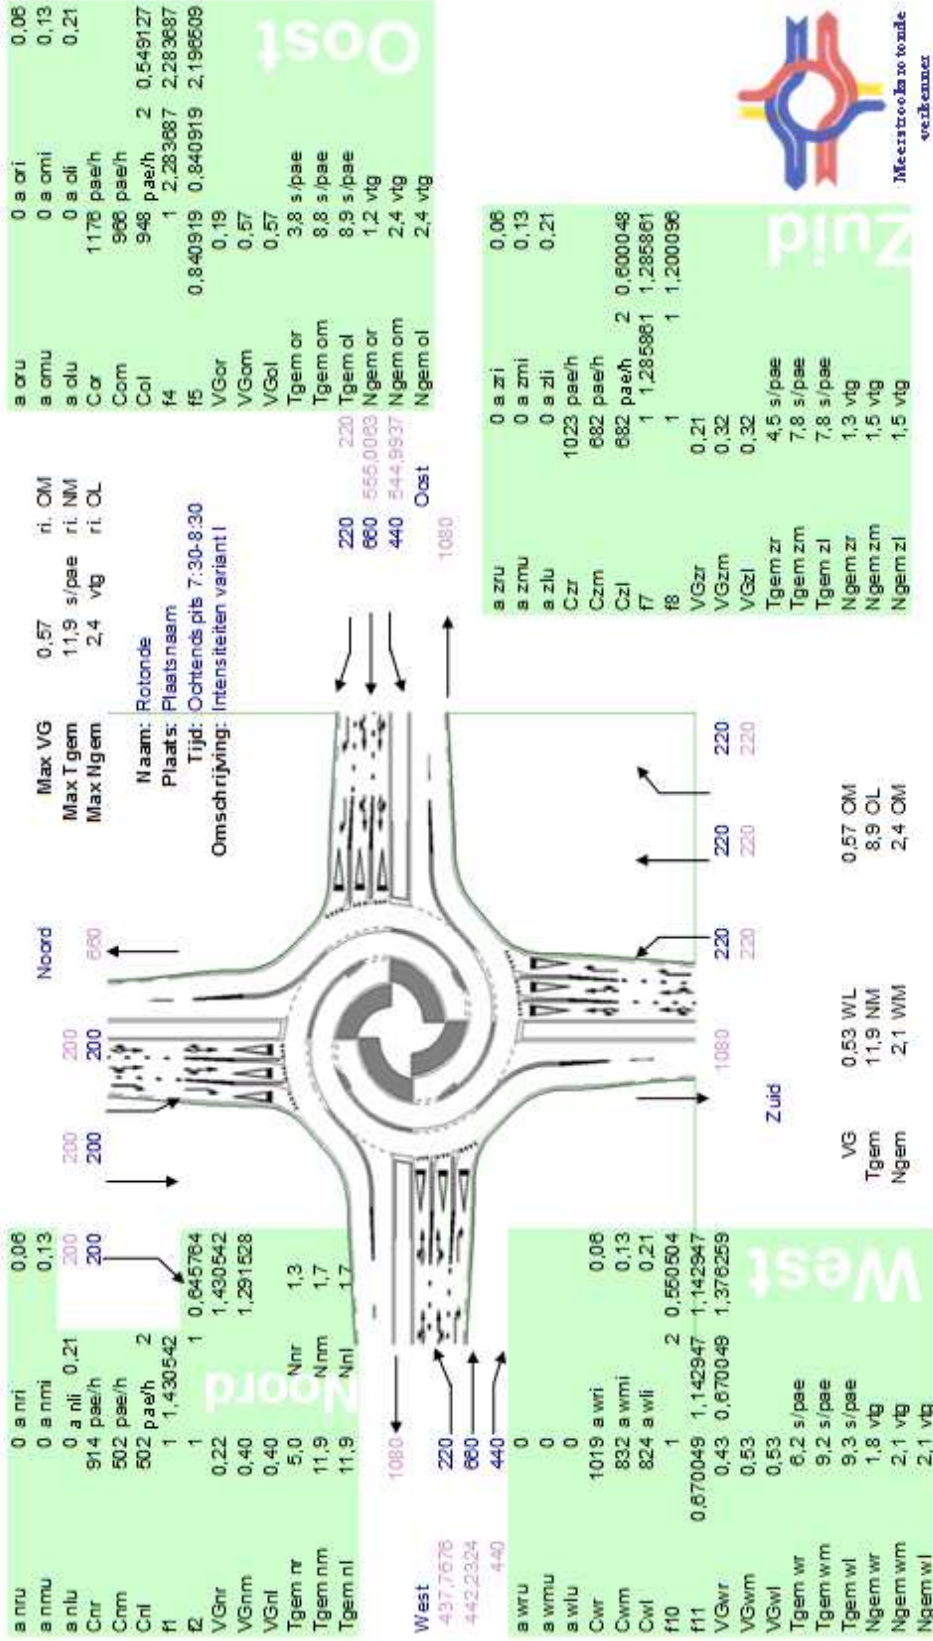 a nru 0 a nri 0,06
a nmu 0 a nmi 0,13
a nlu 0 a nli 0,21
Cnr 914 pae/h
Cnm 502 pae/h
Cnl 502 pae/h 2
f1 1 1,430542 1 0,645764
f2 1 1,430542
VGnr 0,22 1,291528
VGnm 0,40
VGnl 0,40
Tgem nr 5,0 Nnr 1,3
Tgem nm 11,9 Nnm 1,7
Tgem nl 11,9 Nnl 1,7
Noord
200 200 200 660
200 200 200
Noord
Max VG 0,57 ri. OM
Max Tgem 11,9 s/pae ri. NM
Max Ngem 2,4 vtg ri. OL
Naam: Rotonde
Plaats: Plaatsnaam
Tijd: Ochtendspits 7:30-8:30
Omschrijving: Intensiteiten variant I
a oru 0 a ori 0,06
a omu 0 a omi 0,13
a olu 0 a oli 0,21
Cor 1176 pae/h
Com 966 pae/h
Col 948 pae/h 2 0,549127
f4 1 2,283687 2,283687
f5 0,840919 0,840919 2,196509
VGor 0,19
VGom 0,57
VGol 0,57
Tgem or 3,8 s/pae
Tgem om 8,8 s/pae
Tgem ol 8,9 s/pae
Ngem or 1,2 vtg
Ngem om 2,4 vtg
Ngem ol 2,4 vtg
Oost
220 220
660 555,0063
440 544,9937
Oost
1080
1080
West
437,7676 220
442,2324 660
440 440
a wru 0
a wmu 0
a wlu 0
Cwr 1019 a wri 0,06
Cwm 832 a wmi 0,13
Cwl 824 a wli 0,21
f10 1 2 0,550504
f11 0,670049 1,142947 1,142947
VGwr 0,43 0,670049 1,376259
VGwm 0,53
VGwl 0,53
Tgem wr 6,2 s/pae
Tgem wm 9,2 s/pae
Tgem wl 9,3 s/pae
Ngem wr 1,8 vtg
Ngem wm 2,1 vtg
Ngem wl 2,1 vtg
West
1080 220 220 220
220 220 220
Zuid
VG 0,53 WL 0,57 OM
Tgem 11,9 NM 8,9 OL
Ngem 2,1 WM 2,4 OM
a zru 0 a zri 0,06
a zmu 0 a zmi 0,13
a zlu 0 a zli 0,21
Czr 1023 pae/h
Czm 682 pae/h
Czl 682 pae/h 2 0,600048
f7 1 1,285861 1,285861
f8 1 1 1,200096
VGzr 0,21
VGzm 0,32
VGzl 0,32
Tgem zr 4,5 s/pae
Tgem zm 7,8 s/pae
Tgem zl 7,8 s/pae
Ngem zr 1,3 vtg
Ngem zm 1,5 vtg
Ngem zl 1,5 vtg
Zuid
Meerstrooksrotonde
verkenner